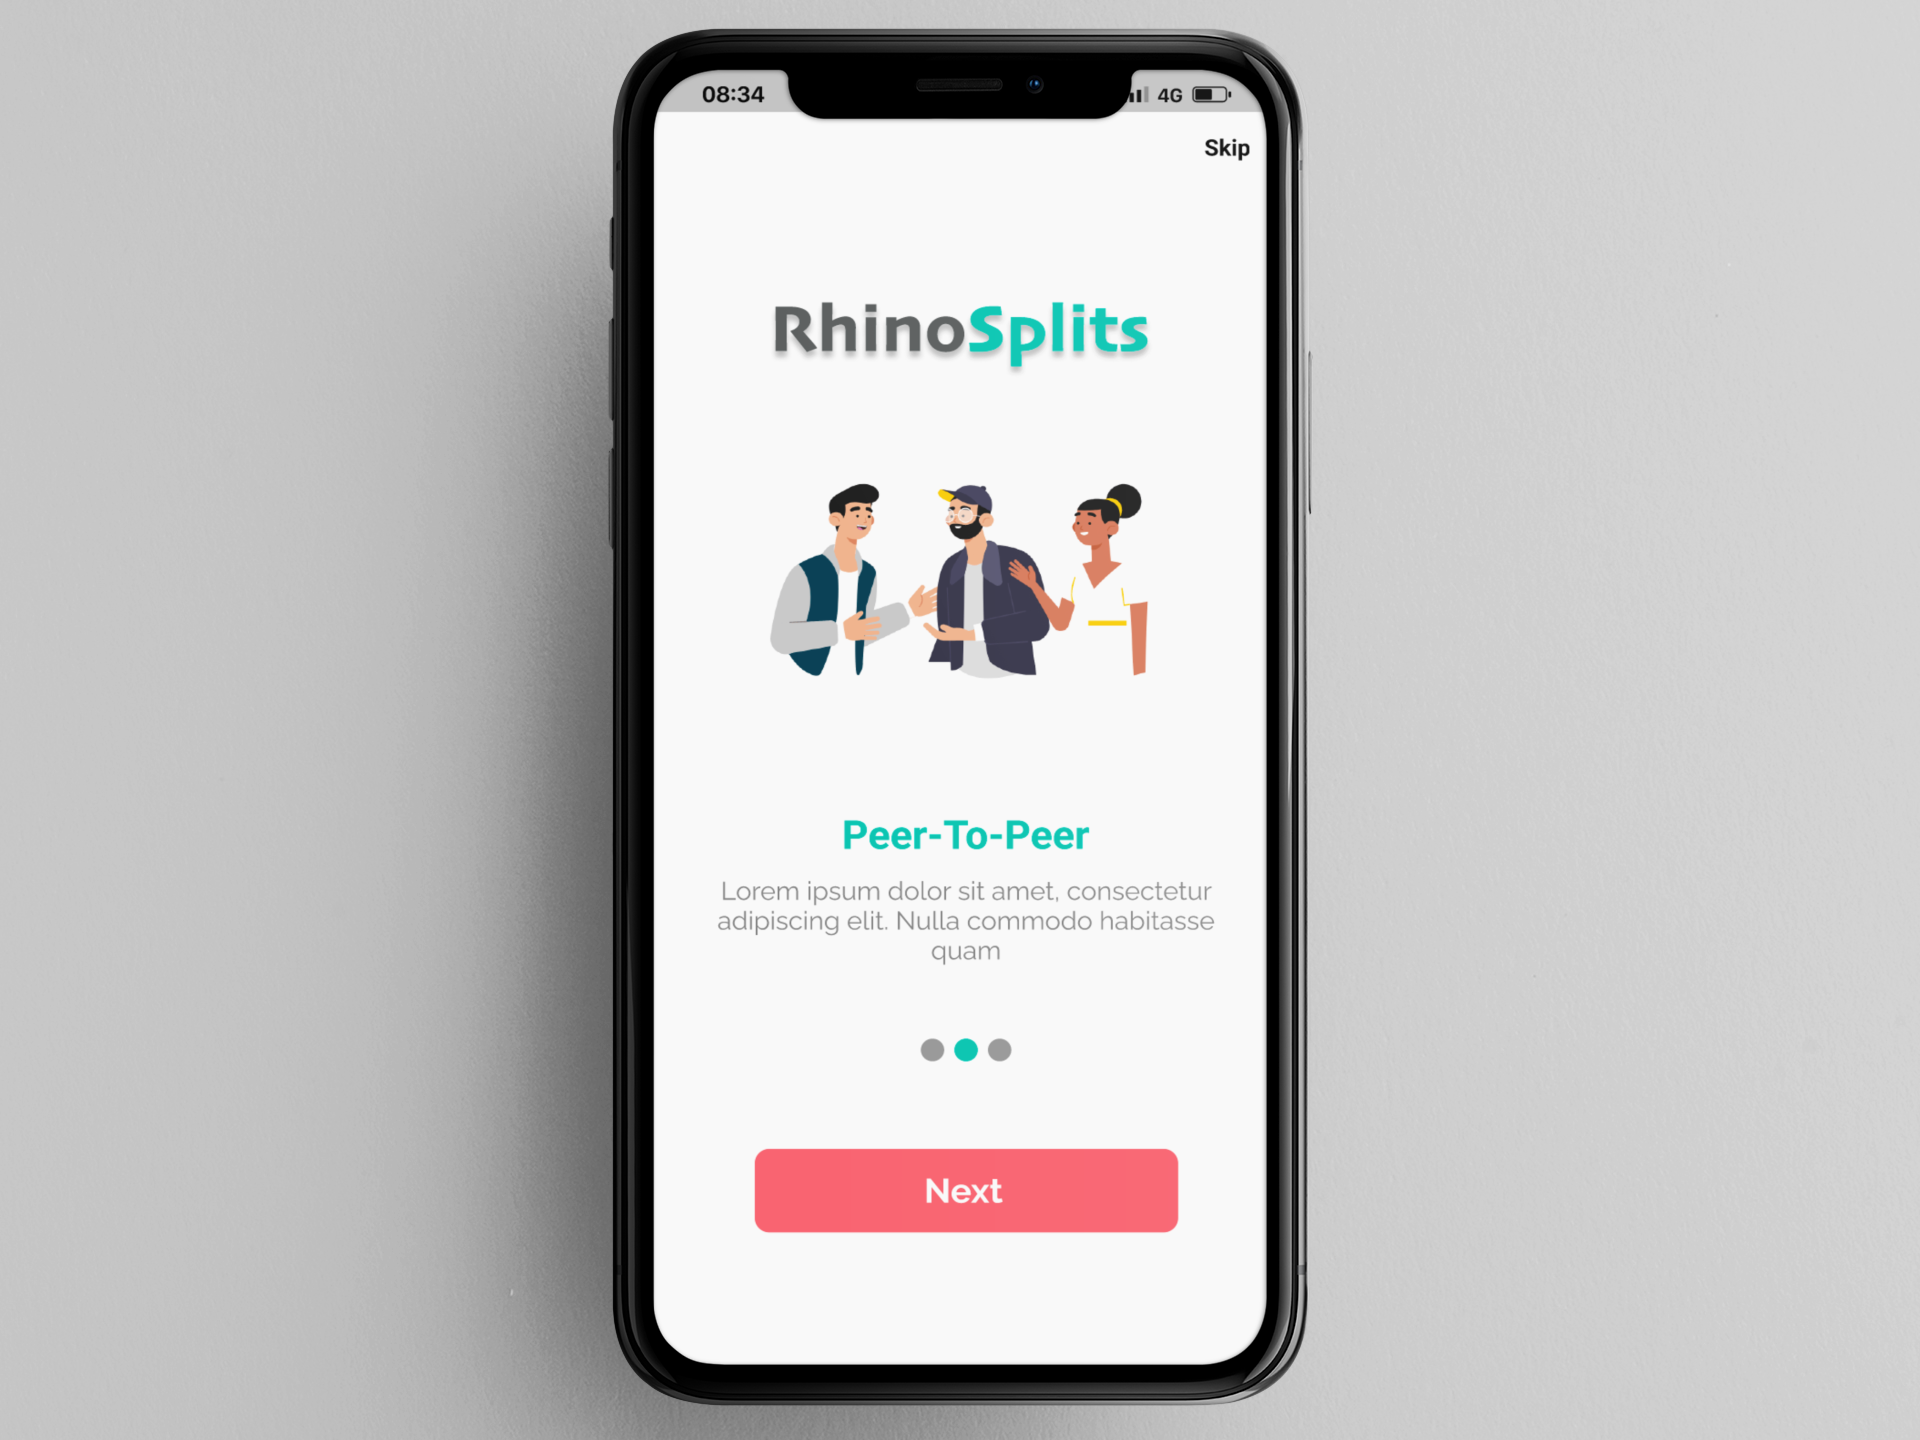 08:34
4G
Skip
RhinoSplits
Peer-To-Peer
Lorem ipsum dolor sit amet, consectetur
adipiscing elit. Nulla commodo habitasse
quam
Next